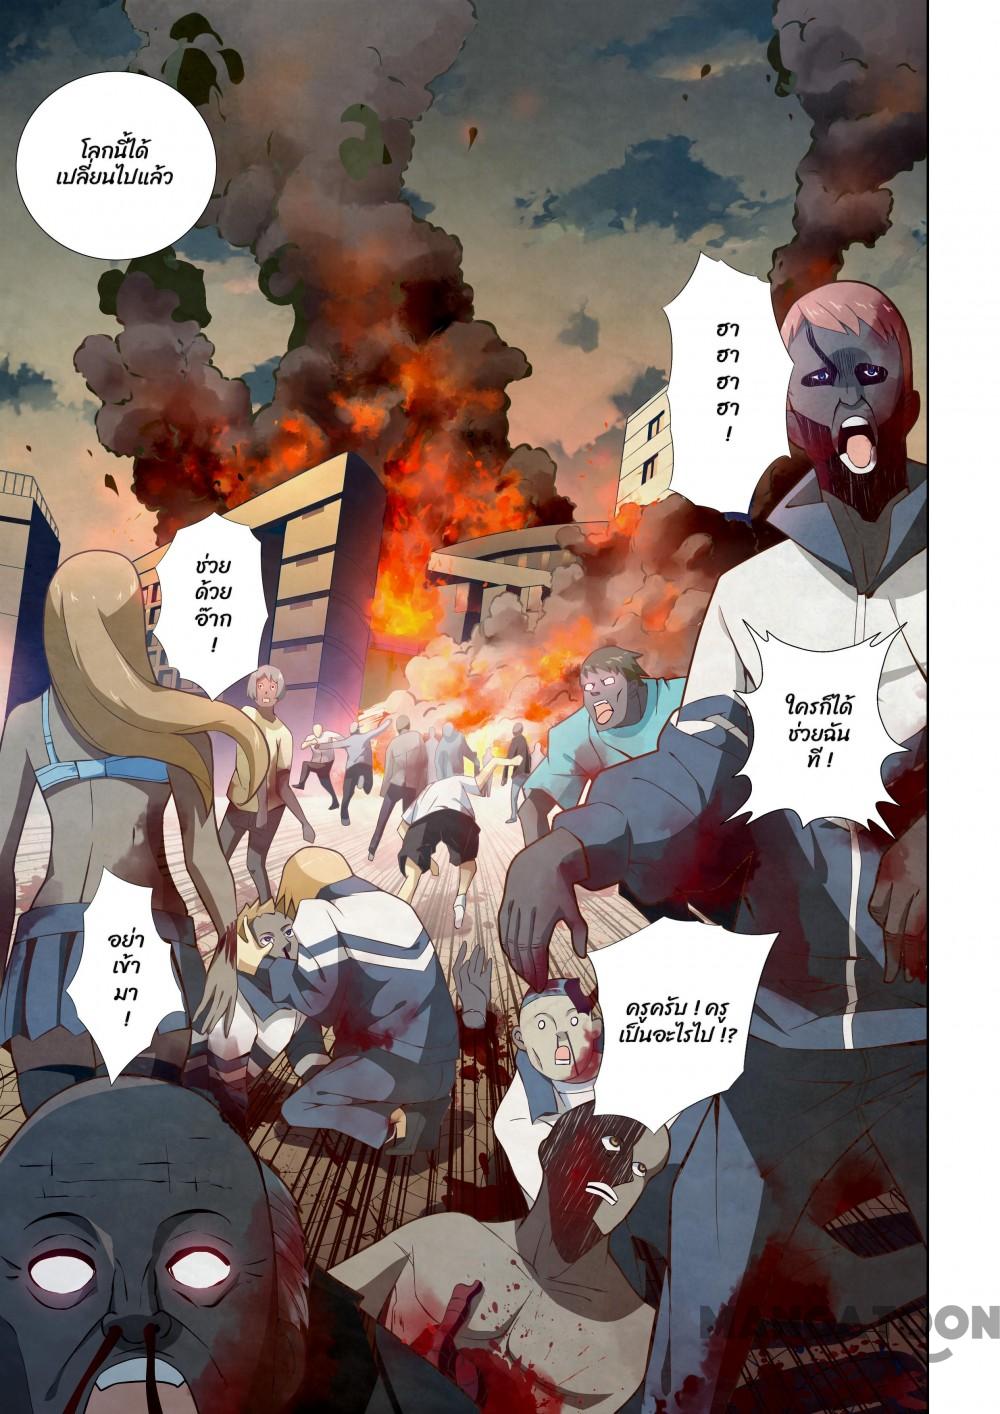 โลกนี้ได้
เปลี่ยนไปแล้ว
ฮา
ฮา
ฮา
ฮา
!
ช่วย
ด้วย
อ๊าก
!
ใครก็ได้
ช่วยฉัน
ที !
อย่า
เข้า
มา
!
ครูครับ ! ครู
เป็นอะไรไป !?
MANGATOON